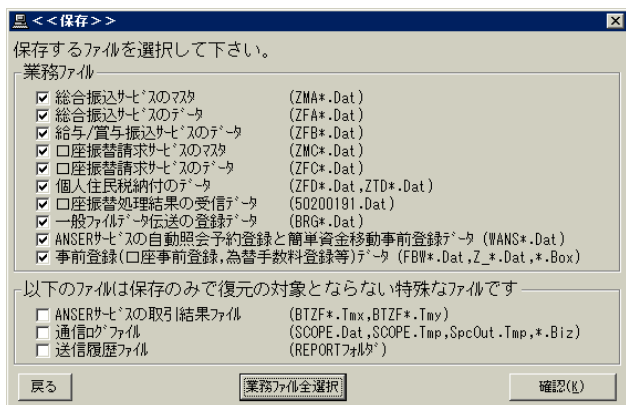 <<保存>>
保存するﾌｧｲﾙを選択して下さい。
業務ﾌｧｲﾙ
総合振込ｻｰﾋﾞｽのﾏｽﾀ (ZMA*.Dat)
総合振込ｻｰﾋﾞｽのﾃﾞｰﾀ (ZFA*.Dat)
給与/賞与振込ｻｰﾋﾞｽのﾃﾞｰﾀ (ZFB*.Dat)
口座振替請求ｻｰﾋﾞｽのﾏｽﾀ (ZMC*.Dat)
口座振替請求ｻｰﾋﾞｽのﾃﾞｰﾀ (ZFC*.Dat)
個人住民税納付のﾃﾞｰﾀ (ZFD*.Dat,ZTD*.Dat)
口座振替処理結果の受信ﾃﾞｰﾀ (50200191.Dat)
一般ﾌｧｲﾙﾃﾞｰﾀ伝送の登録ﾃﾞｰﾀ (BRG*.Dat)
ANSERｻｰﾋﾞｽの自動照会予約登録と簡単資金移動事前登録ﾃﾞｰﾀ (WANS*.Dat)
事前登録(口座事前登録,為替手数料登録等)ﾃﾞｰﾀ (FBW*.Dat,Z_*.Dat,*.Box)
以下のﾌｧｲﾙは保存のみで復元の対象とならない特殊なﾌｧｲﾙです
ANSERｻｰﾋﾞｽの取引結果ﾌｧｲﾙ (BTZF*.Tmx,BTZF*.Tmy)
通信ﾛｸﾞﾌｧｲﾙ (SCOPE.Dat,SCOPE.Tmp,SpcOut.Tmp,*.Biz)
送信履歴ﾌｧｲﾙ (REPORTﾌｫﾙﾀﾞ)
戻る 業務ﾌｧｲﾙ全選択 確認(K)